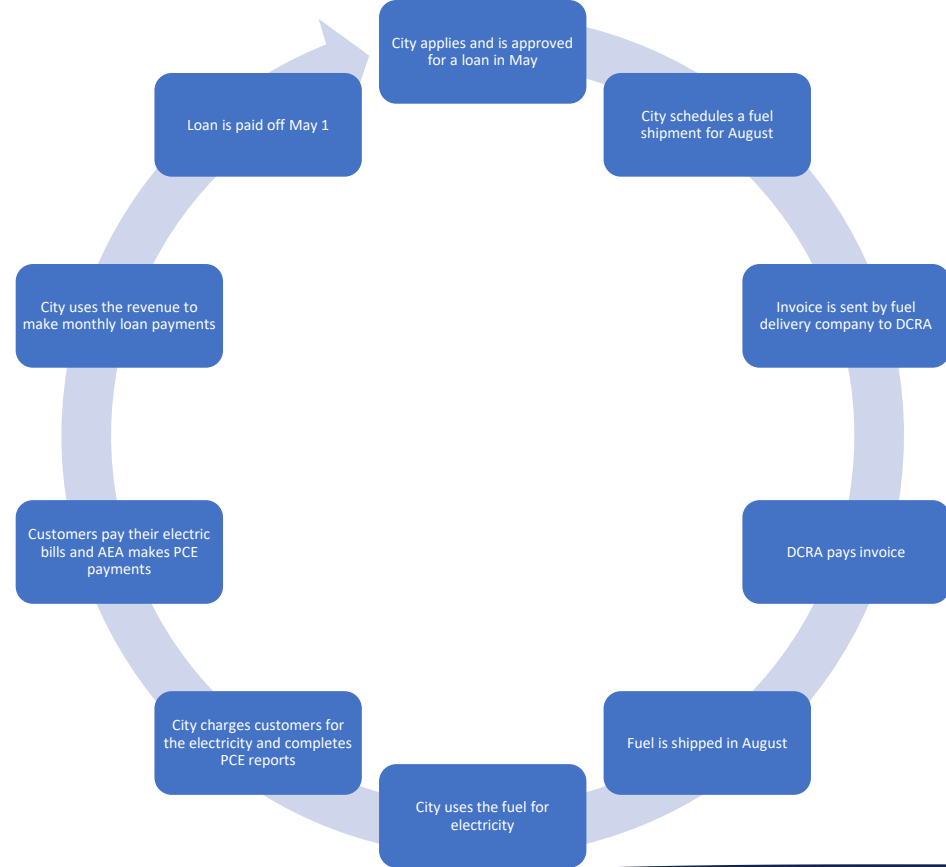 City applies and is approved
for a loan in May
City schedules a fuel
shipment for August
Invoice is sent by fuel
delivery company to DCRA
DCRA pays invoice
Fuel is shipped in August
City uses the fuel for
electricity
City charges customers for
the electricity and completes
PCE reports
Customers pay their electric
bills and AEA makes PCE
payments
City uses the revenue to
make monthly loan payments
Loan is paid off May 1